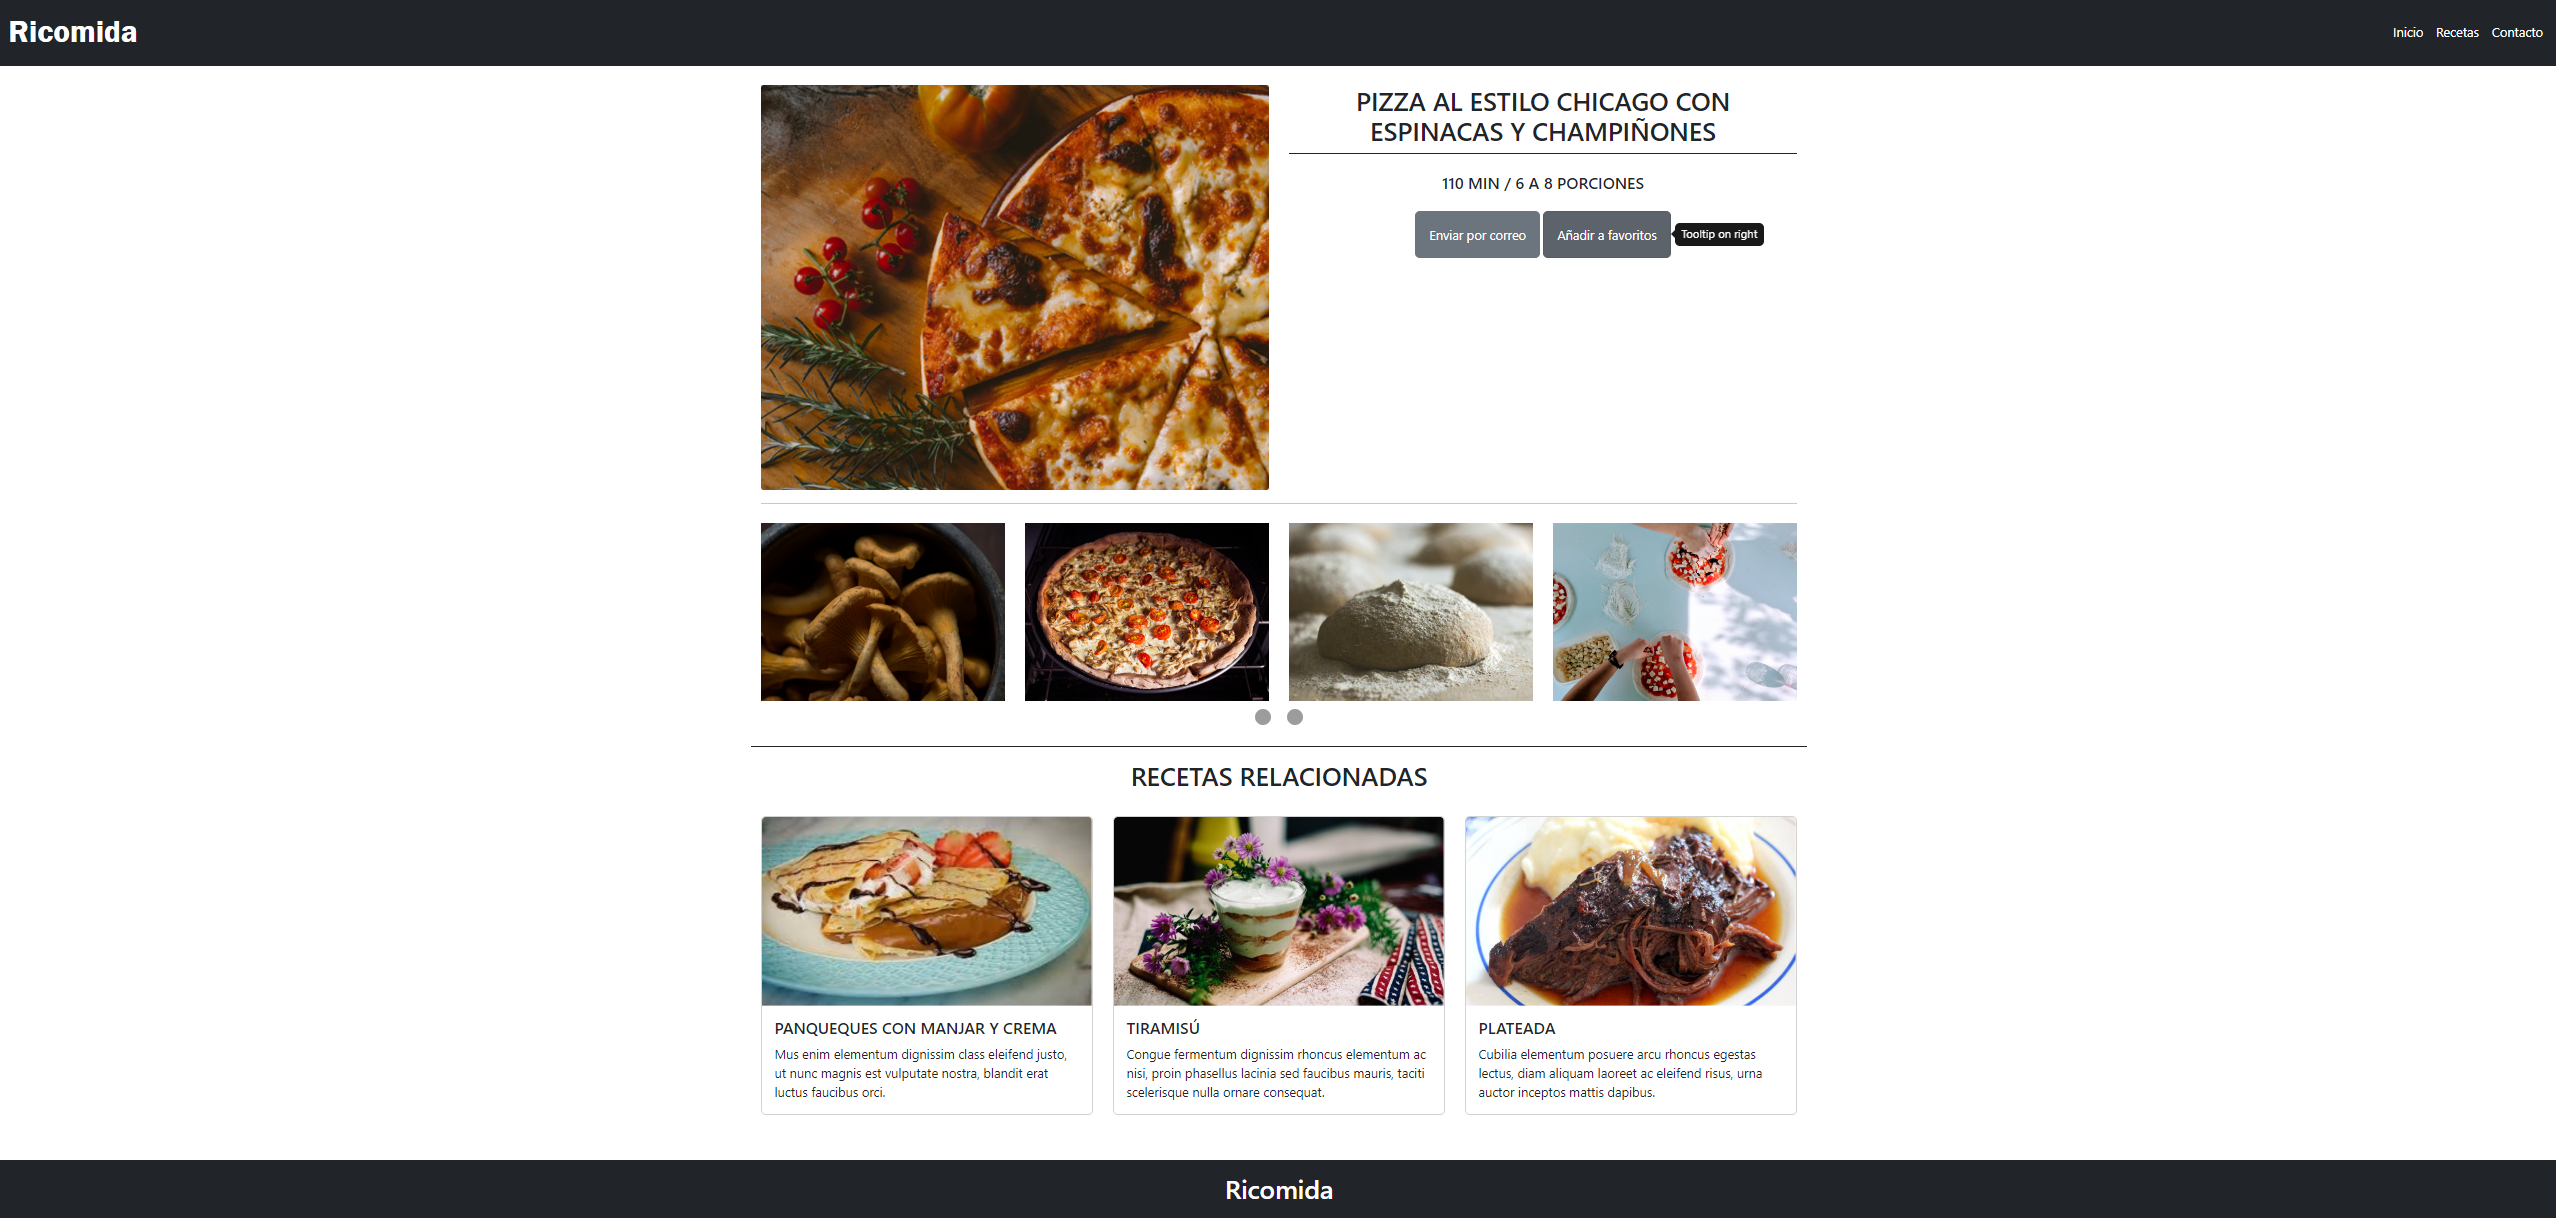 Ricomida
Inicio Recetas Contacto
PIZZA AL ESTILO CHICAGO CON
ESPINACAS Y CHAMPIÑONES
110 MIN / 6 A 8 PORCIONES
Enviar por correo Añadir a favoritos Tooltip on right
RECETAS RELACIONADAS
PANQUEQUES CON MANJAR Y CREMA
Mus enim elementum dignissim class eleifend justo,
ut nunc magnis est vulputate nostra, blandit erat
luctus faucibus orci.
TIRAMISÚ
Congue fermentum dignissim rhoncus elementum ac
nisi, proin phasellus lacinia sed faucibus mauris, taciti
scelerisque nulla ornare consequat.
PLATEADA
Cubilia elementum posuere arcu rhoncus egestas
lectus, diam aliquam laoreet ac eleifend risus, urna
auctor inceptos mattis dapibus.
Ricomida